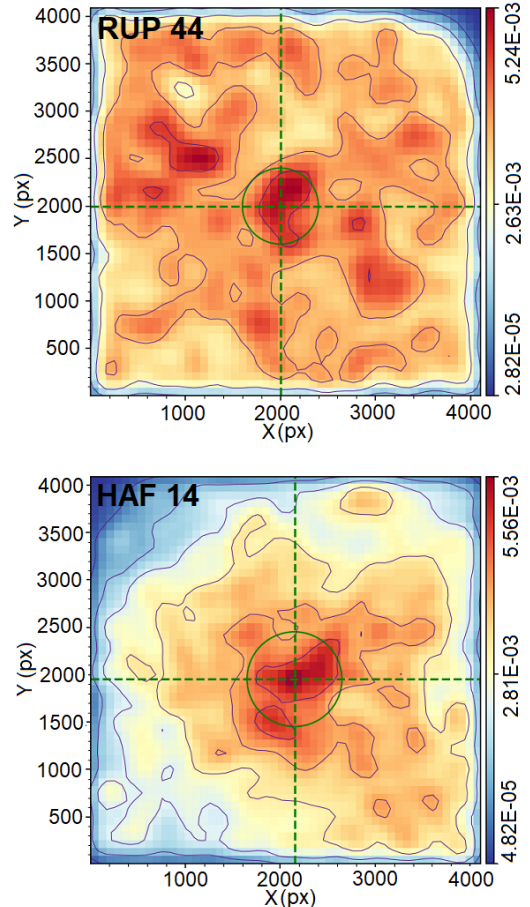 RUP 44
4000
3500
3000
2500
2000
1500
1000
500
Y (px)
1000 2000 3000 4000
X (px)
5.24E-03
2.63E-03
2.82E-05
HAF 14
4000
3500
3000
2500
2000
1500
1000
500
Y (px)
1000 2000 3000 4000
X (px)
5.56E-03
2.81E-03
4.82E-05